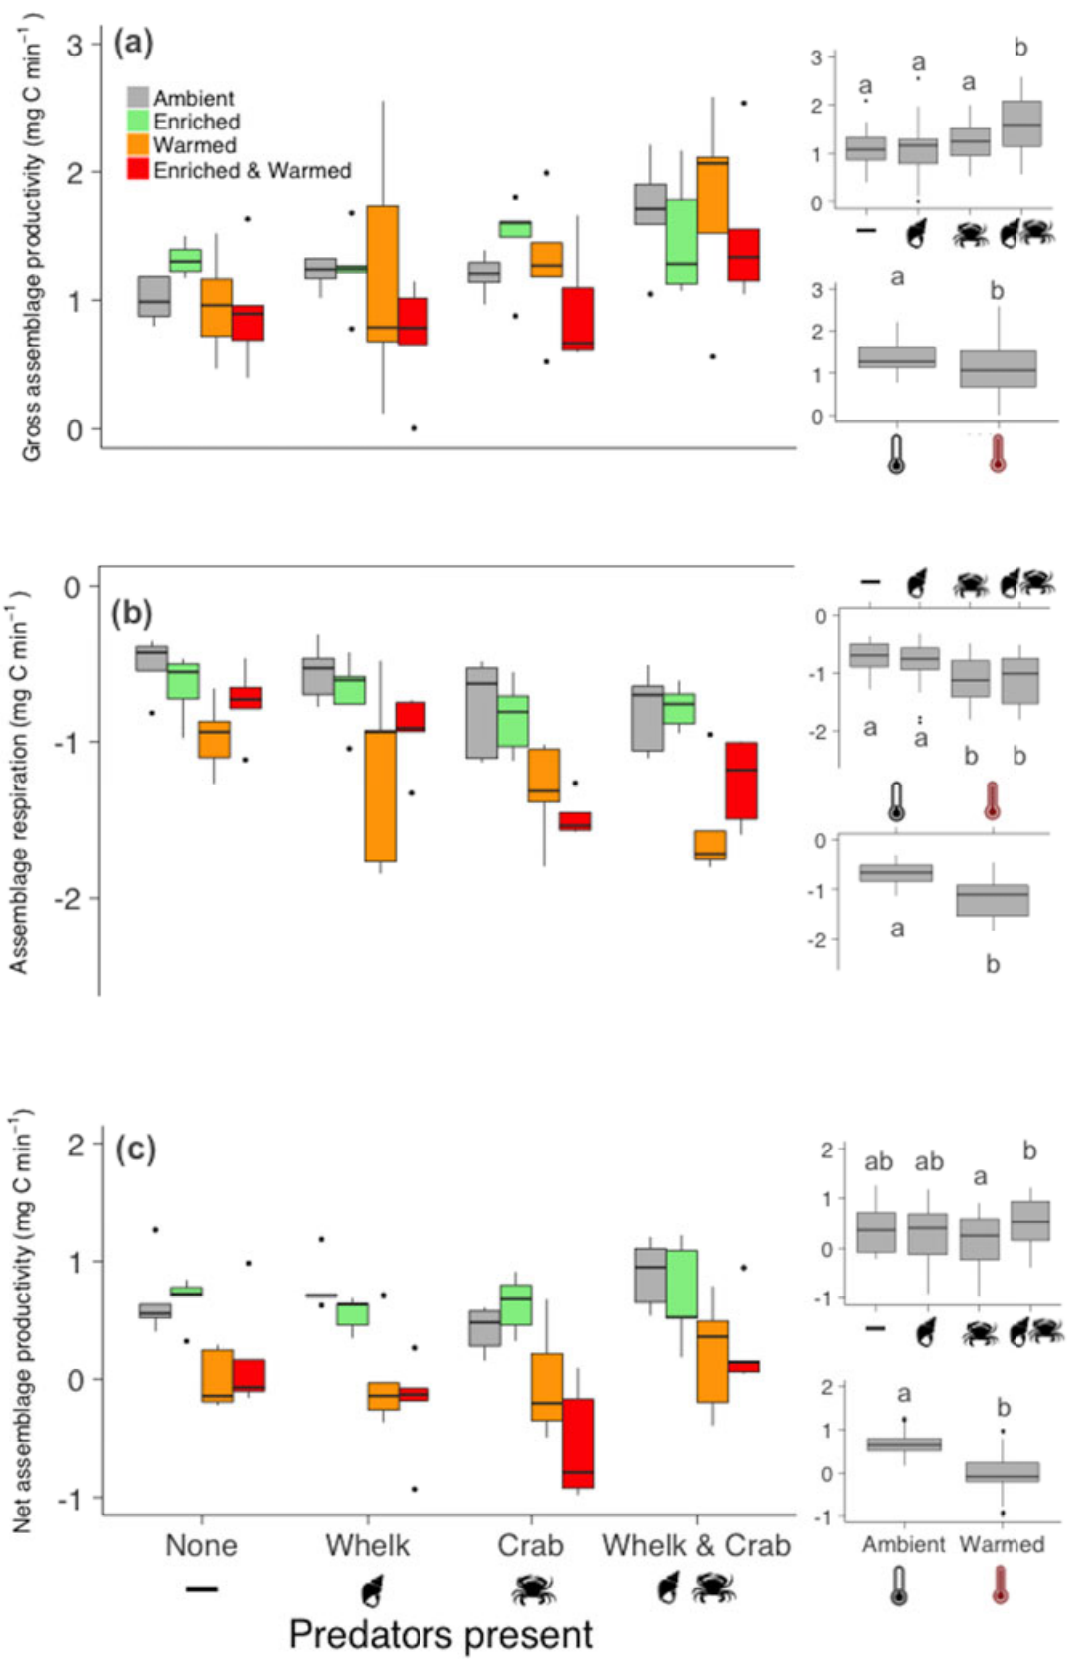 Gross assemblage productivity (mg C min⁻¹ )
(a)
3
2
1
0
Ambient
Enriched
Warmed
Enriched & Warmed
3
2
1
0
a
a
a
b
3
2
1
0
a
b
Assemblage respiration (mg C min⁻¹ )
(b)
0
-1
-2
0
-1
-2
a
a
b
b
0
-1
-2
a
b
Net assemblage productivity (mg C min⁻¹)
(c)
2
1
0
-1
None
Whelk
Crab
Whelk & Crab
Predators present
2
1
0
-1
ab
ab
a
b
2
1
0
-1
a
b
Ambient
Warmed